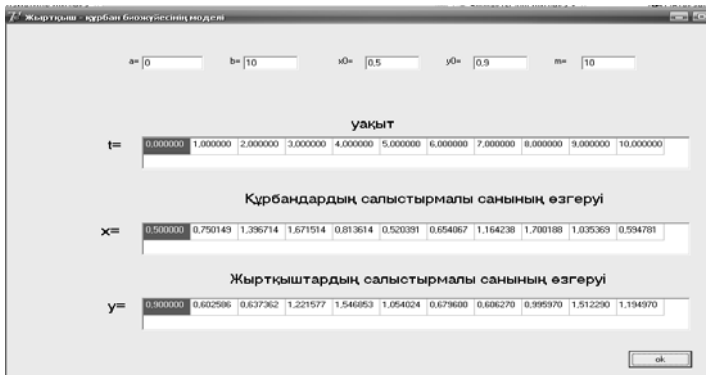 Жыртқыш - құрбан биожүйесінің моделі
a= 0 b= 10 x0= 0,5 y0= 0,9 m= 10
уақыт
t= 0,000000 1,000000 2,000000 3,000000 4,000000 5,000000 6,000000 7,000000 8,000000 9,000000 10,000000
Құрбандардың салыстырмалы санының өзгеруі
x= 0,500000 0,750149 1,396714 1,671514 0,813614 0,520391 0,654067 1,164238 1,700188 1,035369 0,594781
Жыртқыштардың салыстырмалы санының өзгеруі
y= 0,900000 0,602586 0,637362 1,221577 1,546853 1,054024 0,679600 0,606270 0,995970 1,512290 1,194970
ok